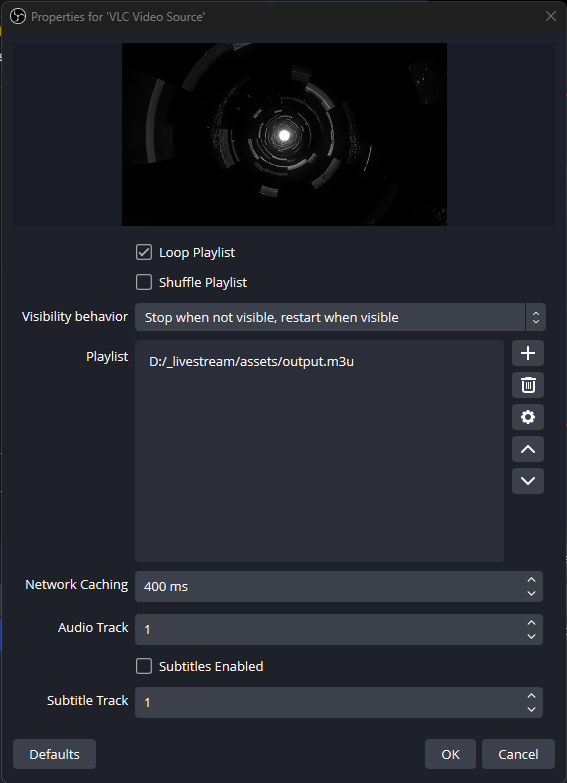 Properties for 'VLC Video Source'
Loop Playlist
Shuffle Playlist
Visibility behavior
Stop when not visible, restart when visible
Playlist
D:/_livestream/assets/output.m3u
Network Caching
400 ms
Audio Track
1
Subtitles Enabled
Subtitle Track
1
Defaults
OK
Cancel